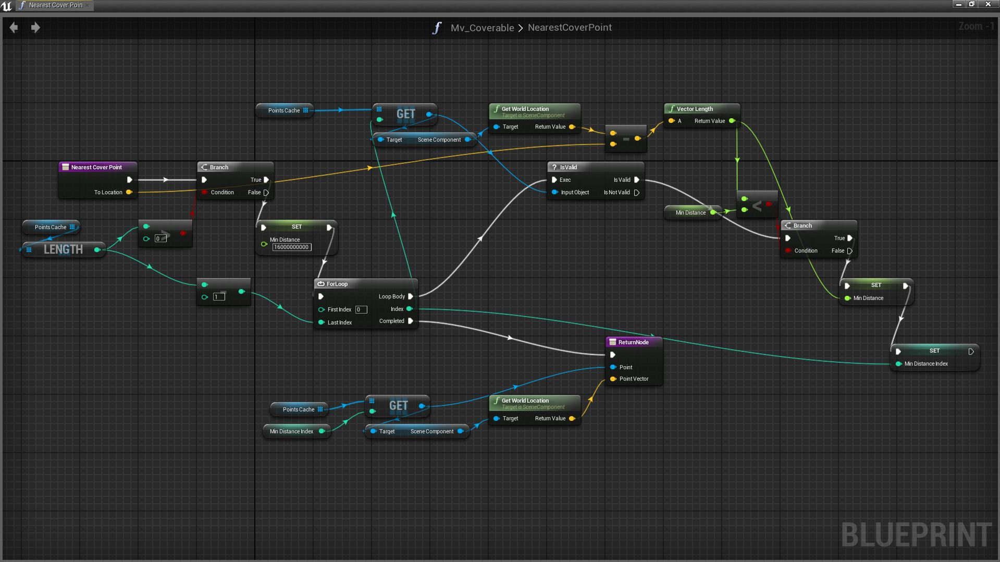 Nearest Cover Poin
Mv_Coverable > NearestCoverPoint
Zoom -1
Points Cache
GET
Target Scene Component
Get World Location
Target is SceneComponent
Target Return Value
-
Vector Length
A Return Value
Nearest Cover Point
To Location
Branch
True
Condition False
? IsValid
Exec Is Valid
Input Object Is Not Valid
Points Cache
LENGTH
0 >
SET
Min Distance
16000000000
Min Distance
<
Branch
True
Condition False
-
1
ForLoop
Loop Body
First Index 0 Index
Last Index Completed
SET
Min Distance
ReturnNode
Point
Point Vector
SET
Min Distance Index
Points Cache
GET
Min Distance Index
Target Scene Component
Get World Location
Target is SceneComponent
Target Return Value
BLUEPRINT